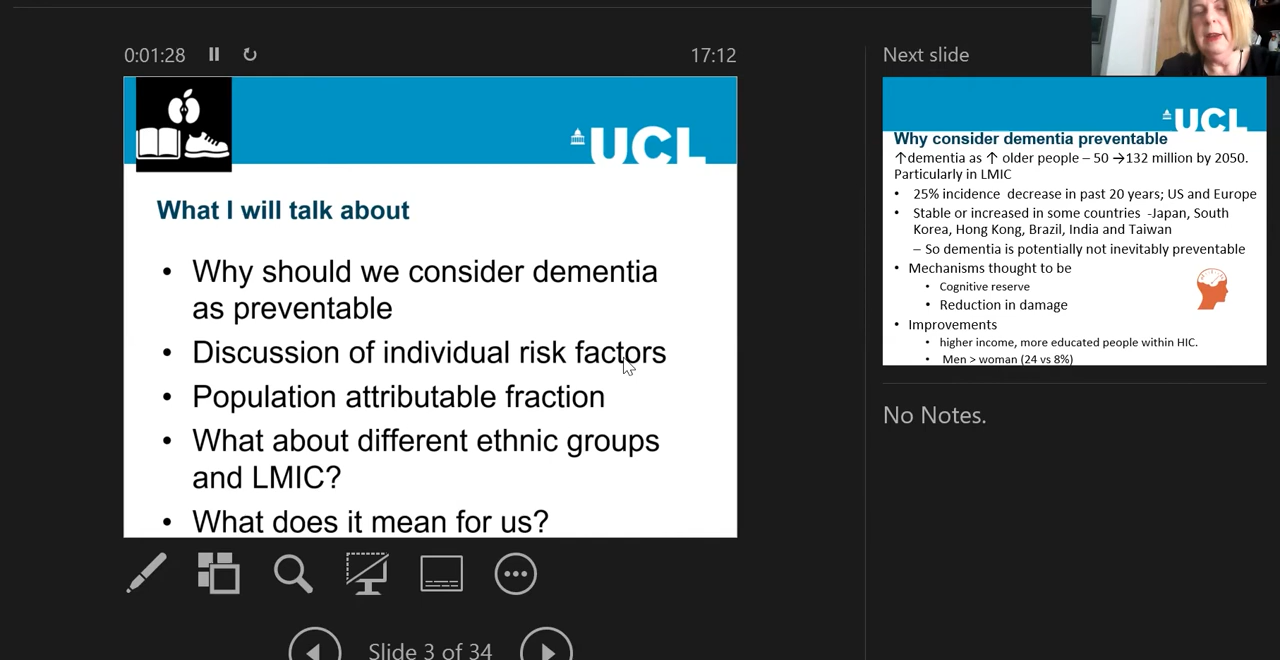 0:01:28
17:12
UCL
What I will talk about
• Why should we consider dementia
as preventable
• Discussion of individual risk factors
• Population attributable fraction
• What about different ethnic groups
and LMIC?
• What does it mean for us?
Slide 3 of 34
Next slide
UCL
Why consider dementia preventable
↑dementia as ↑ older people – 50 →132 million by 2050.
Particularly in LMIC
• 25% incidence decrease in past 20 years; US and Europe
• Stable or increased in some countries -Japan, South
Korea, Hong Kong, Brazil, India and Taiwan
– So dementia is potentially not inevitably preventable
• Mechanisms thought to be
• Cognitive reserve
• Reduction in damage
• Improvements
• higher income, more educated people within HIC.
• Men > woman (24 vs 8%)
No Notes.